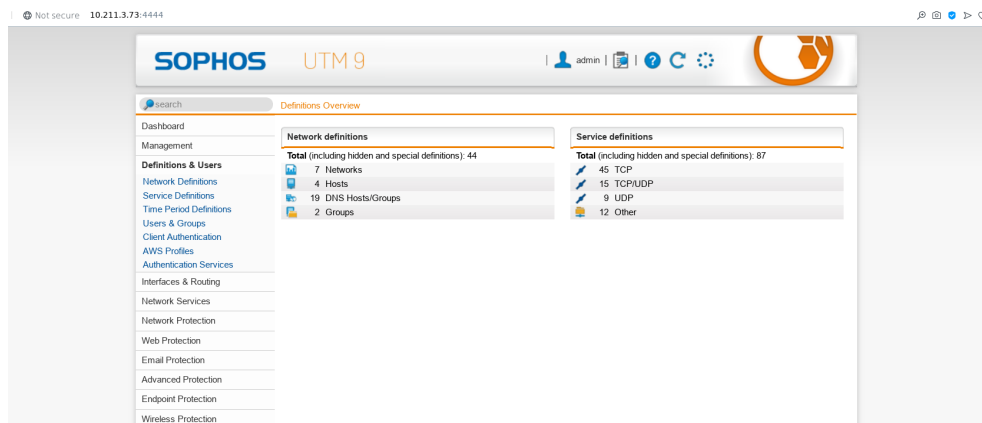 Not secure 10.211.3.73:4444
SOPHOS UTM 9
| admin | | ?
search
Definitions Overview
Dashboard
Management
Definitions & Users
Network Definitions
Service Definitions
Time Period Definitions
Users & Groups
Client Authentication
AWS Profiles
Authentication Services
Interfaces & Routing
Network Services
Network Protection
Web Protection
Email Protection
Advanced Protection
Endpoint Protection
Wireless Protection
Network definitions
Total (including hidden and special definitions): 44
7 Networks
4 Hosts
19 DNS Hosts/Groups
2 Groups
Service definitions
Total (including hidden and special definitions): 87
45 TCP
15 TCP/UDP
9 UDP
12 Other